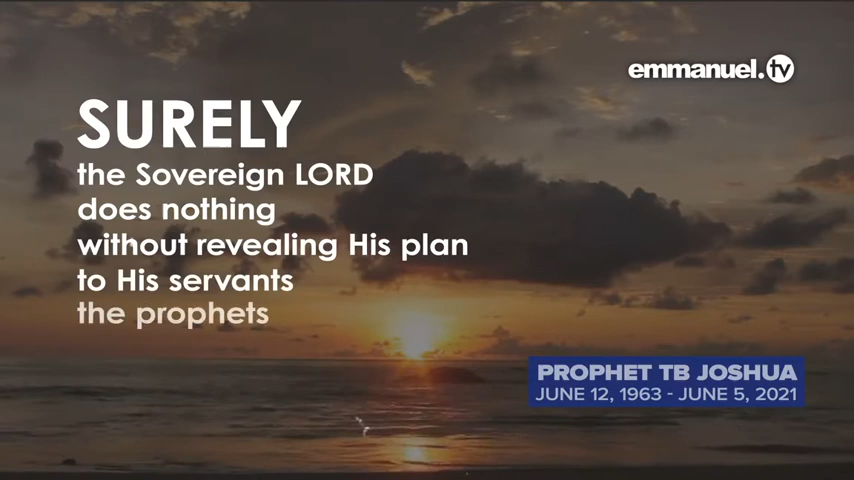 emmanuel.tv
SURELY
the Sovereign LORD
does nothing
without revealing His plan
to His servants
the prophets
PROPHET TB JOSHUA
JUNE 12, 1963 - JUNE 5, 2021